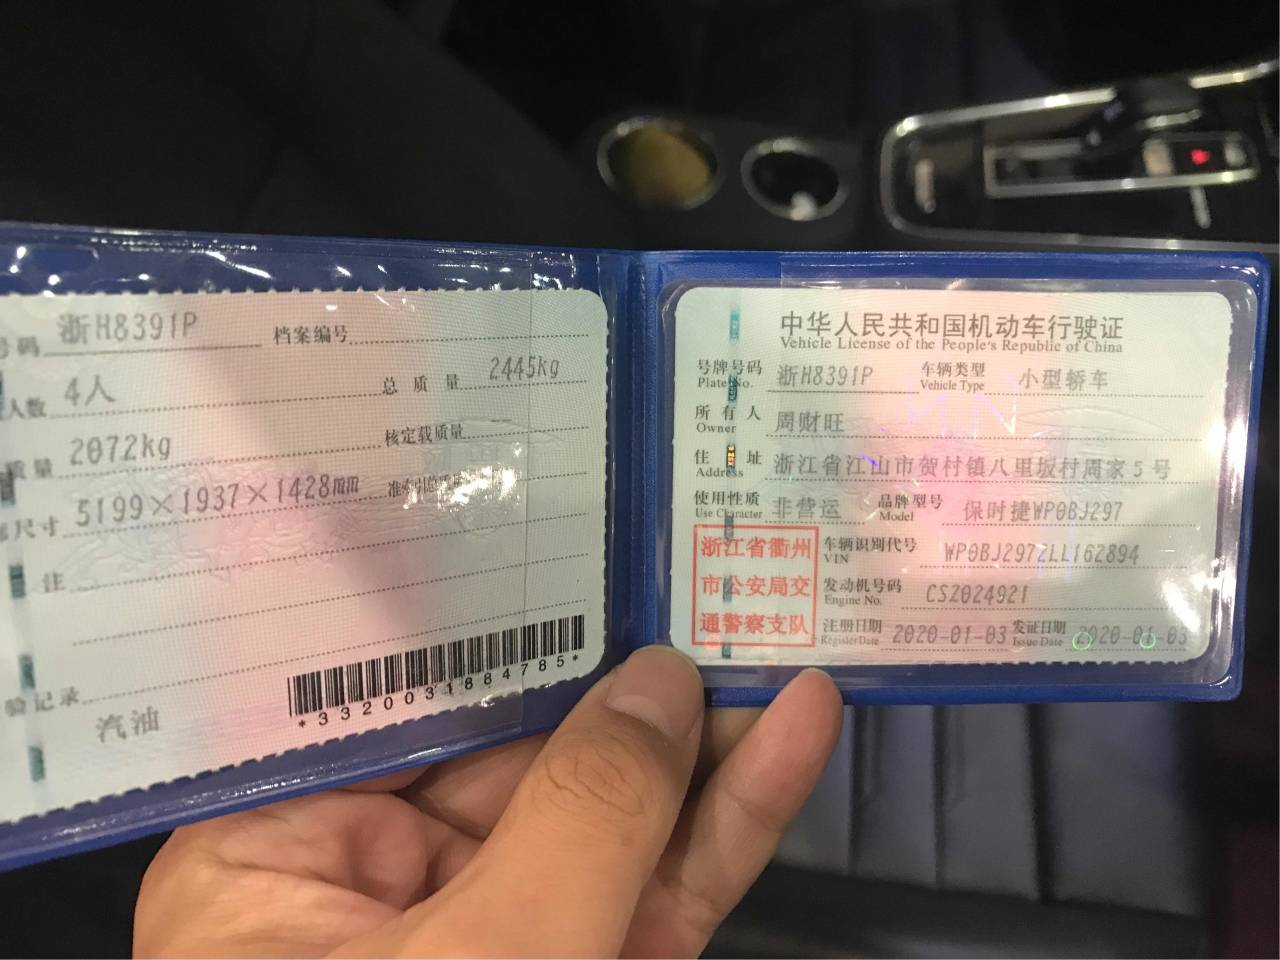 号码 浙H8391P 档案编号
人数 4人 总质量 2445kg
质量 2072kg 核定载质量
尺寸 5199×1937×1428mm 准牵引总质量
注
验记录
汽油
*3320031884785*
中华人民共和国机动车行驶证
Vehicle License of the People's Republic of China
号牌号码 浙H8391P 车辆类型 小型轿车
Plate No. Vehicle Type
所有人 周财旺
Owner
住址 浙江省江山市贺村镇八里坂村周家5号
Address
使用性质 非营运 品牌型号 保时捷WP0BJ297
Use Character Model
浙江省衢州
市公安局交
通警察支队
车辆识别代号 WP0BJ297ZLL162894
VIN
发动机号码 CSZ024921
Engine No.
注册日期 2020-01-03 发证日期 2020-01-03
Register Date Issue Date